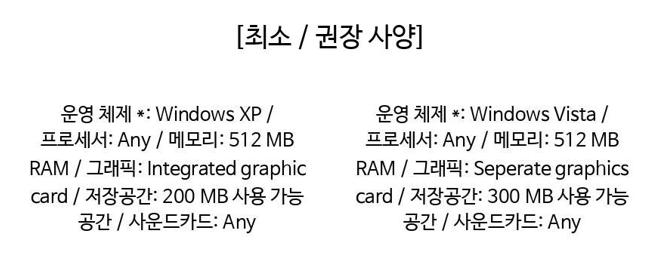 [최소 / 권장 사양]
운영 체제 *: Windows XP /
프로세서: Any / 메모리: 512 MB
RAM / 그래픽: Integrated graphic
card / 저장공간: 200 MB 사용 가능
공간 / 사운드카드: Any
운영 체제 *: Windows Vista /
프로세서: Any / 메모리: 512 MB
RAM / 그래픽: Seperate graphics
card / 저장공간: 300 MB 사용 가능
공간 / 사운드카드: Any